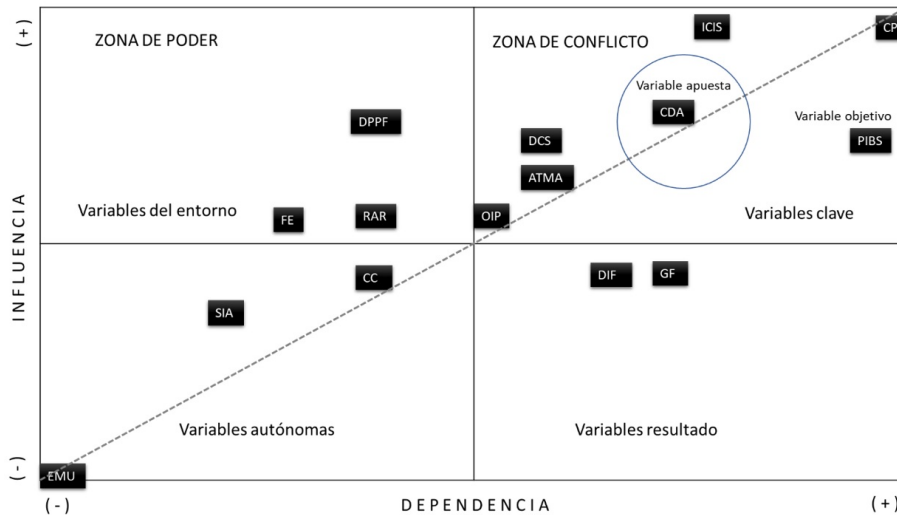 ( + )
ZONA DE PODER
ZONA DE CONFLICTO
ICIS
CP
Variable apuesta
CDA
Variable objetivo
DPPF
DCS
PIBS
ATMA
Variables del entorno
FE
RAR
OIP
Variables clave
INFLUENCIA
CC
DIF
GF
SIA
Variables autónomas
Variables resultado
( - )
EMU
( - )
DEPENDENCIA
( + )